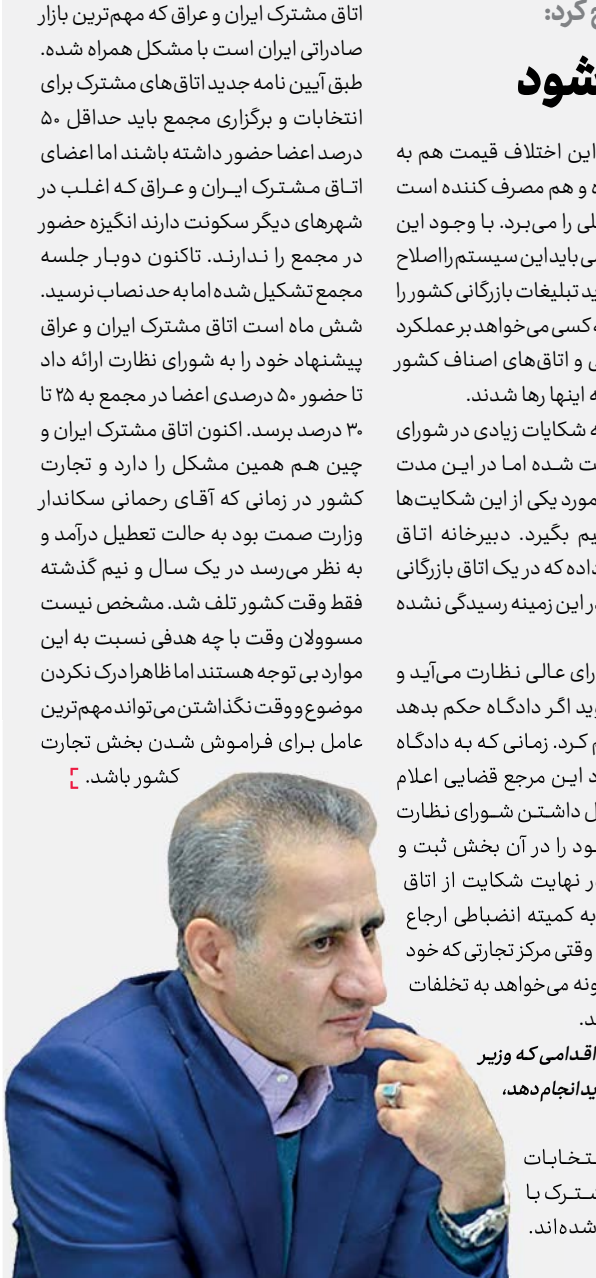 کرد:
شود
این اختلاف قیمت هم به
و هم مصرف کننده است
را می‌برد. با وجود این
باید این سیستم را اصلاح
تبلیغات بازرگانی کشور را
کسی می‌خواهد بر عملکرد
و اتاق‌های اصناف کشور
اینها رها شدند.
شکایات زیادی در شورای
شده اما در این مدت
مورد یکی از این شکایت‌ها
بگیرد. دبیرخانه اتاق
داده که در یک اتاق بازرگانی
در این زمینه رسیدگی نشده
عالی نظارت می‌آید و
اگر دادگاه حکم بدهد
کرد. زمانی که به دادگاه
این مرجع قضایی اعلام
داشتن شورای نظارت
را در آن بخش ثبت و
نهایت شکایت از اتاق
به کمیته انضباطی ارجاع
وقتی مرکز تجارتی که خود
می‌خواهد به تخلفات
اقدامی که وزیر
انجام دهد،
انتخابات
مشترک با
شده‌اند.
اتاق مشترک ایران و عراق که مهم‌ترین بازار
صادراتی ایران است با مشکل همراه شده.
طبق آیین نامه جدید اتاق‌های مشترک برای
انتخابات و برگزاری مجمع باید حداقل ۵۰
درصد اعضا حضور داشته باشند اما اعضای
اتاق مشترک ایران و عراق که اغلب در
شهرهای دیگر سکونت دارند انگیزه حضور
در مجمع را ندارند. تاکنون دوبار جلسه
مجمع تشکیل شده اما به حد نصاب نرسید.
شش ماه است اتاق مشترک ایران و عراق
پیشنهاد خود را به شورای نظارت ارائه داد
تا حضور ۵۰ درصدی اعضا در مجمع به ۲۵ تا
۳۰ درصد برسد. اکنون اتاق مشترک ایران و
چین هم همین مشکل را دارد و تجارت
کشور در زمانی که آقای رحمانی سکاندار
وزارت صمت بود به حالت تعطیل درآمد و
به نظر می‌رسد در یک سال و نیم گذشته
فقط وقت کشور تلف شد. مشخص نیست
مسوولان وقت با چه هدفی نسبت به این
موارد بی توجه هستند اما ظاهرا درک نکردن
موضوع و وقت نگذاشتن می‌تواند مهم‌ترین
عامل برای فراموش شدن بخش تجارت
کشور باشد.